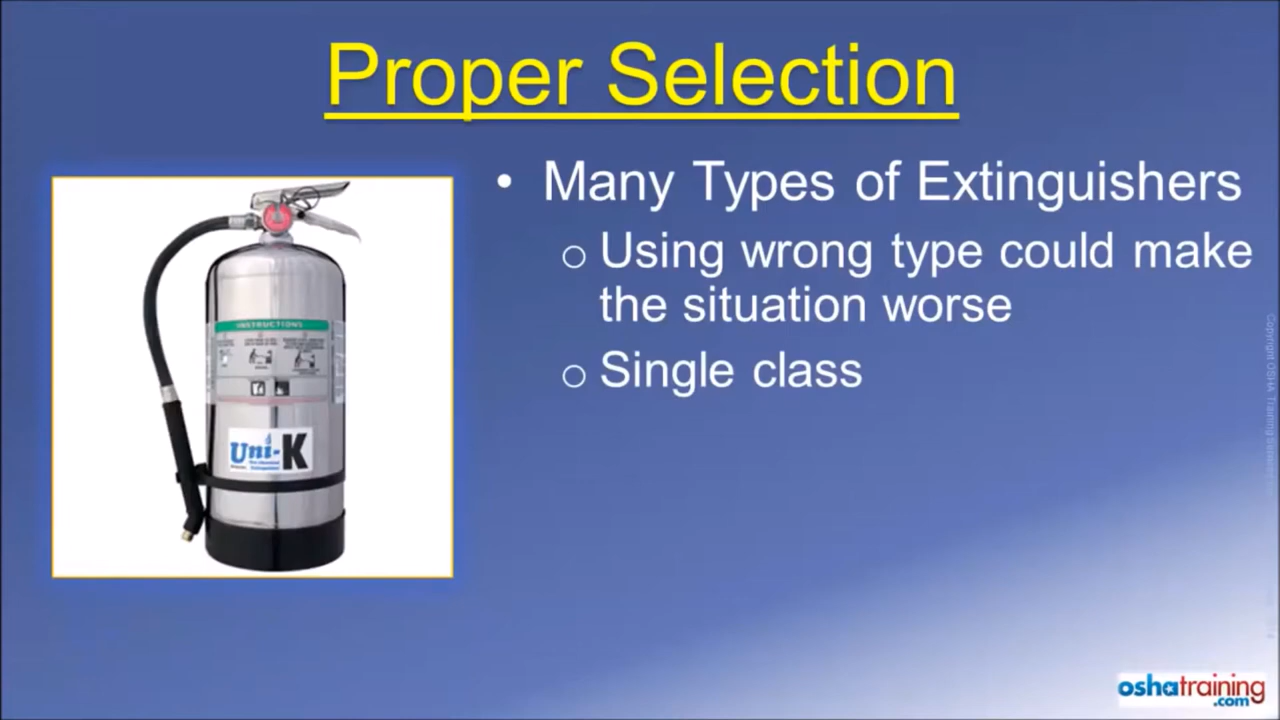 Proper Selection
• Many Types of Extinguishers
o Using wrong type could make
the situation worse
o Single class
INSTRUCTIONS
Uni-K
oshatraining
.com